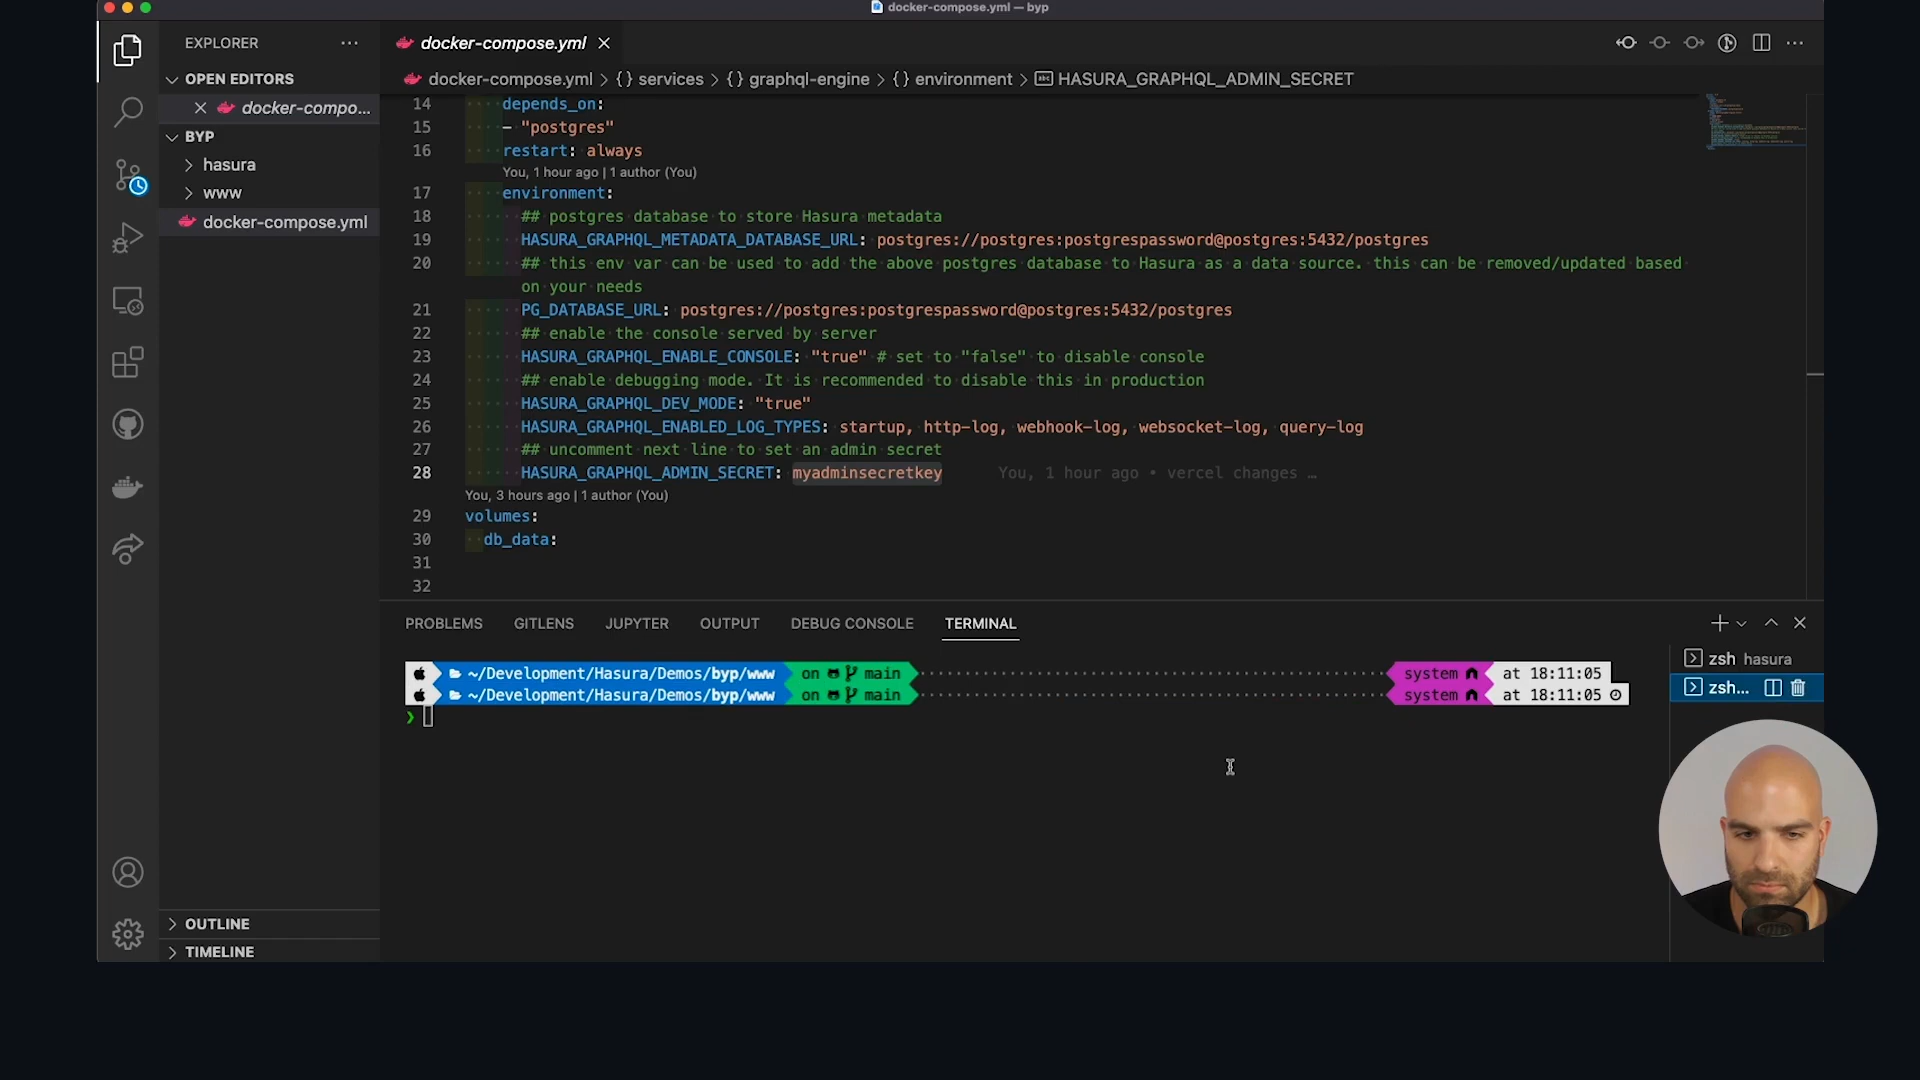 docker-compose.yml — byp
EXPLORER
OPEN EDITORS
docker-compo...
BYP
hasura
www
docker-compose.yml
OUTLINE
TIMELINE
docker-compose.yml
docker-compose.yml > {} services > {} graphql-engine > {} environment > HASURA_GRAPHQL_ADMIN_SECRET
14 depends_on:
15 - "postgres"
16 restart: always
You, 1 hour ago | 1 author (You)
17 environment:
18 ## postgres database to store Hasura metadata
19 HASURA_GRAPHQL_METADATA_DATABASE_URL: postgres://postgres:postgrespassword@postgres:5432/postgres
20 ## this env var can be used to add the above postgres database to Hasura as a data source. this can be removed/updated based
on your needs
21 PG_DATABASE_URL: postgres://postgres:postgrespassword@postgres:5432/postgres
22 ## enable the console served by server
23 HASURA_GRAPHQL_ENABLE_CONSOLE: "true" # set to "false" to disable console
24 ## enable debugging mode. It is recommended to disable this in production
25 HASURA_GRAPHQL_DEV_MODE: "true"
26 HASURA_GRAPHQL_ENABLED_LOG_TYPES: startup, http-log, webhook-log, websocket-log, query-log
27 ## uncomment next line to set an admin secret
28 HASURA_GRAPHQL_ADMIN_SECRET: myadminsecretkey You, 1 hour ago • vercel changes …
You, 3 hours ago | 1 author (You)
29 volumes:
30 db_data:
31
32
PROBLEMS GITLENS JUPYTER OUTPUT DEBUG CONSOLE TERMINAL
~/Development/Hasura/Demos/byp/www on main system at 18:11:05
~/Development/Hasura/Demos/byp/www on main system at 18:11:05
❯
zsh hasura
zsh...